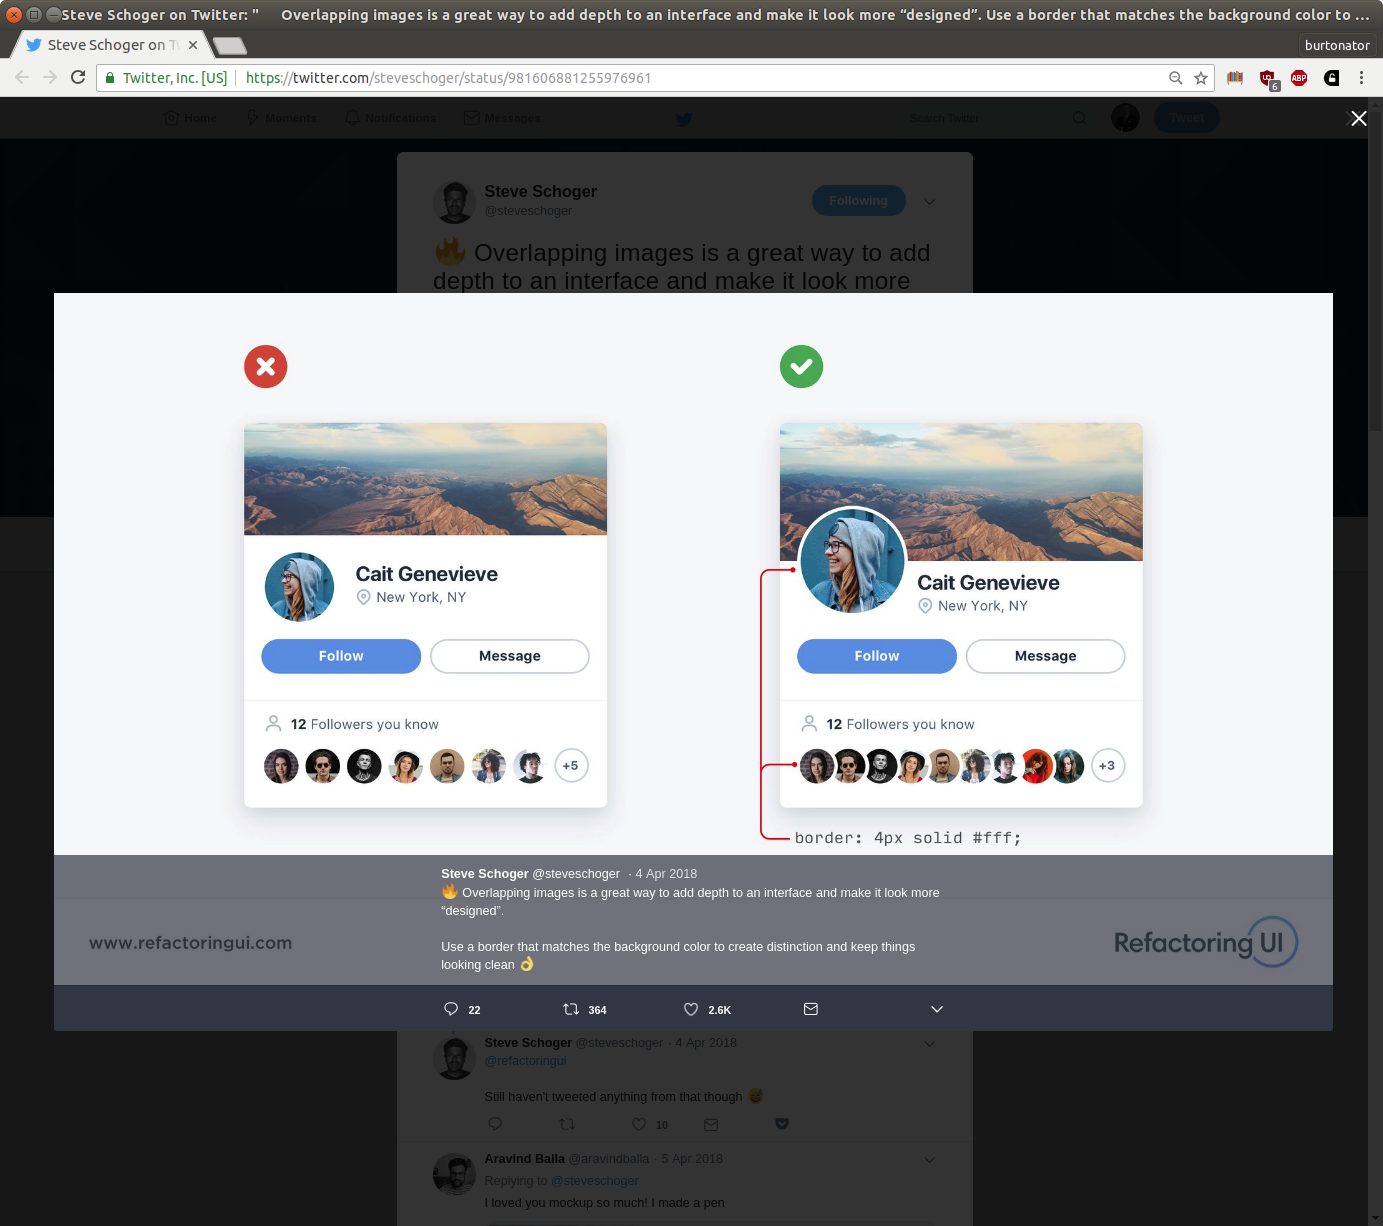 Steve Schoger on Twitter: "🔥 Overlapping images is a great way to add depth to an interface and make it look more “designed”. Use a border that matches the background color to ...
Steve Schoger on Tw
burtonator
Twitter, Inc. [US]
https://twitter.com/steveschoger/status/981606881255976961
6
ABP
Home
Moments
Notifications
Messages
Search Twitter
Tweet
Steve Schoger
@steveschoger
Following
🔥 Overlapping images is a great way to add
depth to an interface and make it look more
Cait Genevieve
New York, NY
Follow
Message
12 Followers you know
+5
Cait Genevieve
New York, NY
Follow
Message
12 Followers you know
+3
border: 4px solid #fff;
Steve Schoger @steveschoger · 4 Apr 2018
🔥 Overlapping images is a great way to add depth to an interface and make it look more
“designed”.
Use a border that matches the background color to create distinction and keep things
looking clean 👌
www.refactoringui.com
Refactoring UI
22
364
2.6K
Steve Schoger @steveschoger · 4 Apr 2018
@refactoringui
Still haven't tweeted anything from that though 😅
10
Aravind Balla @aravindballa · 5 Apr 2018
Replying to @steveschoger
I loved you mockup so much! I made a pen